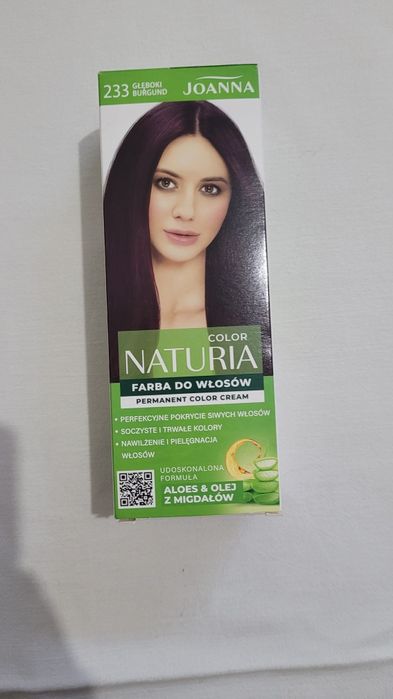 233 GŁĘBOKI
BURGUND
JOANNA
COLOR
NATURIA
FARBA DO WŁOSÓW
PERMANENT COLOR CREAM
• PERFEKCYJNE POKRYCIE SIWYCH WŁOSÓW
• SOCZYSTE I TRWAŁE KOLORY
• NAWILŻENIE I PIELĘGNACJA
WŁOSÓW
UDOSKONALONA
FORMUŁA
ALOES & OLEJ
Z MIGDAŁÓW